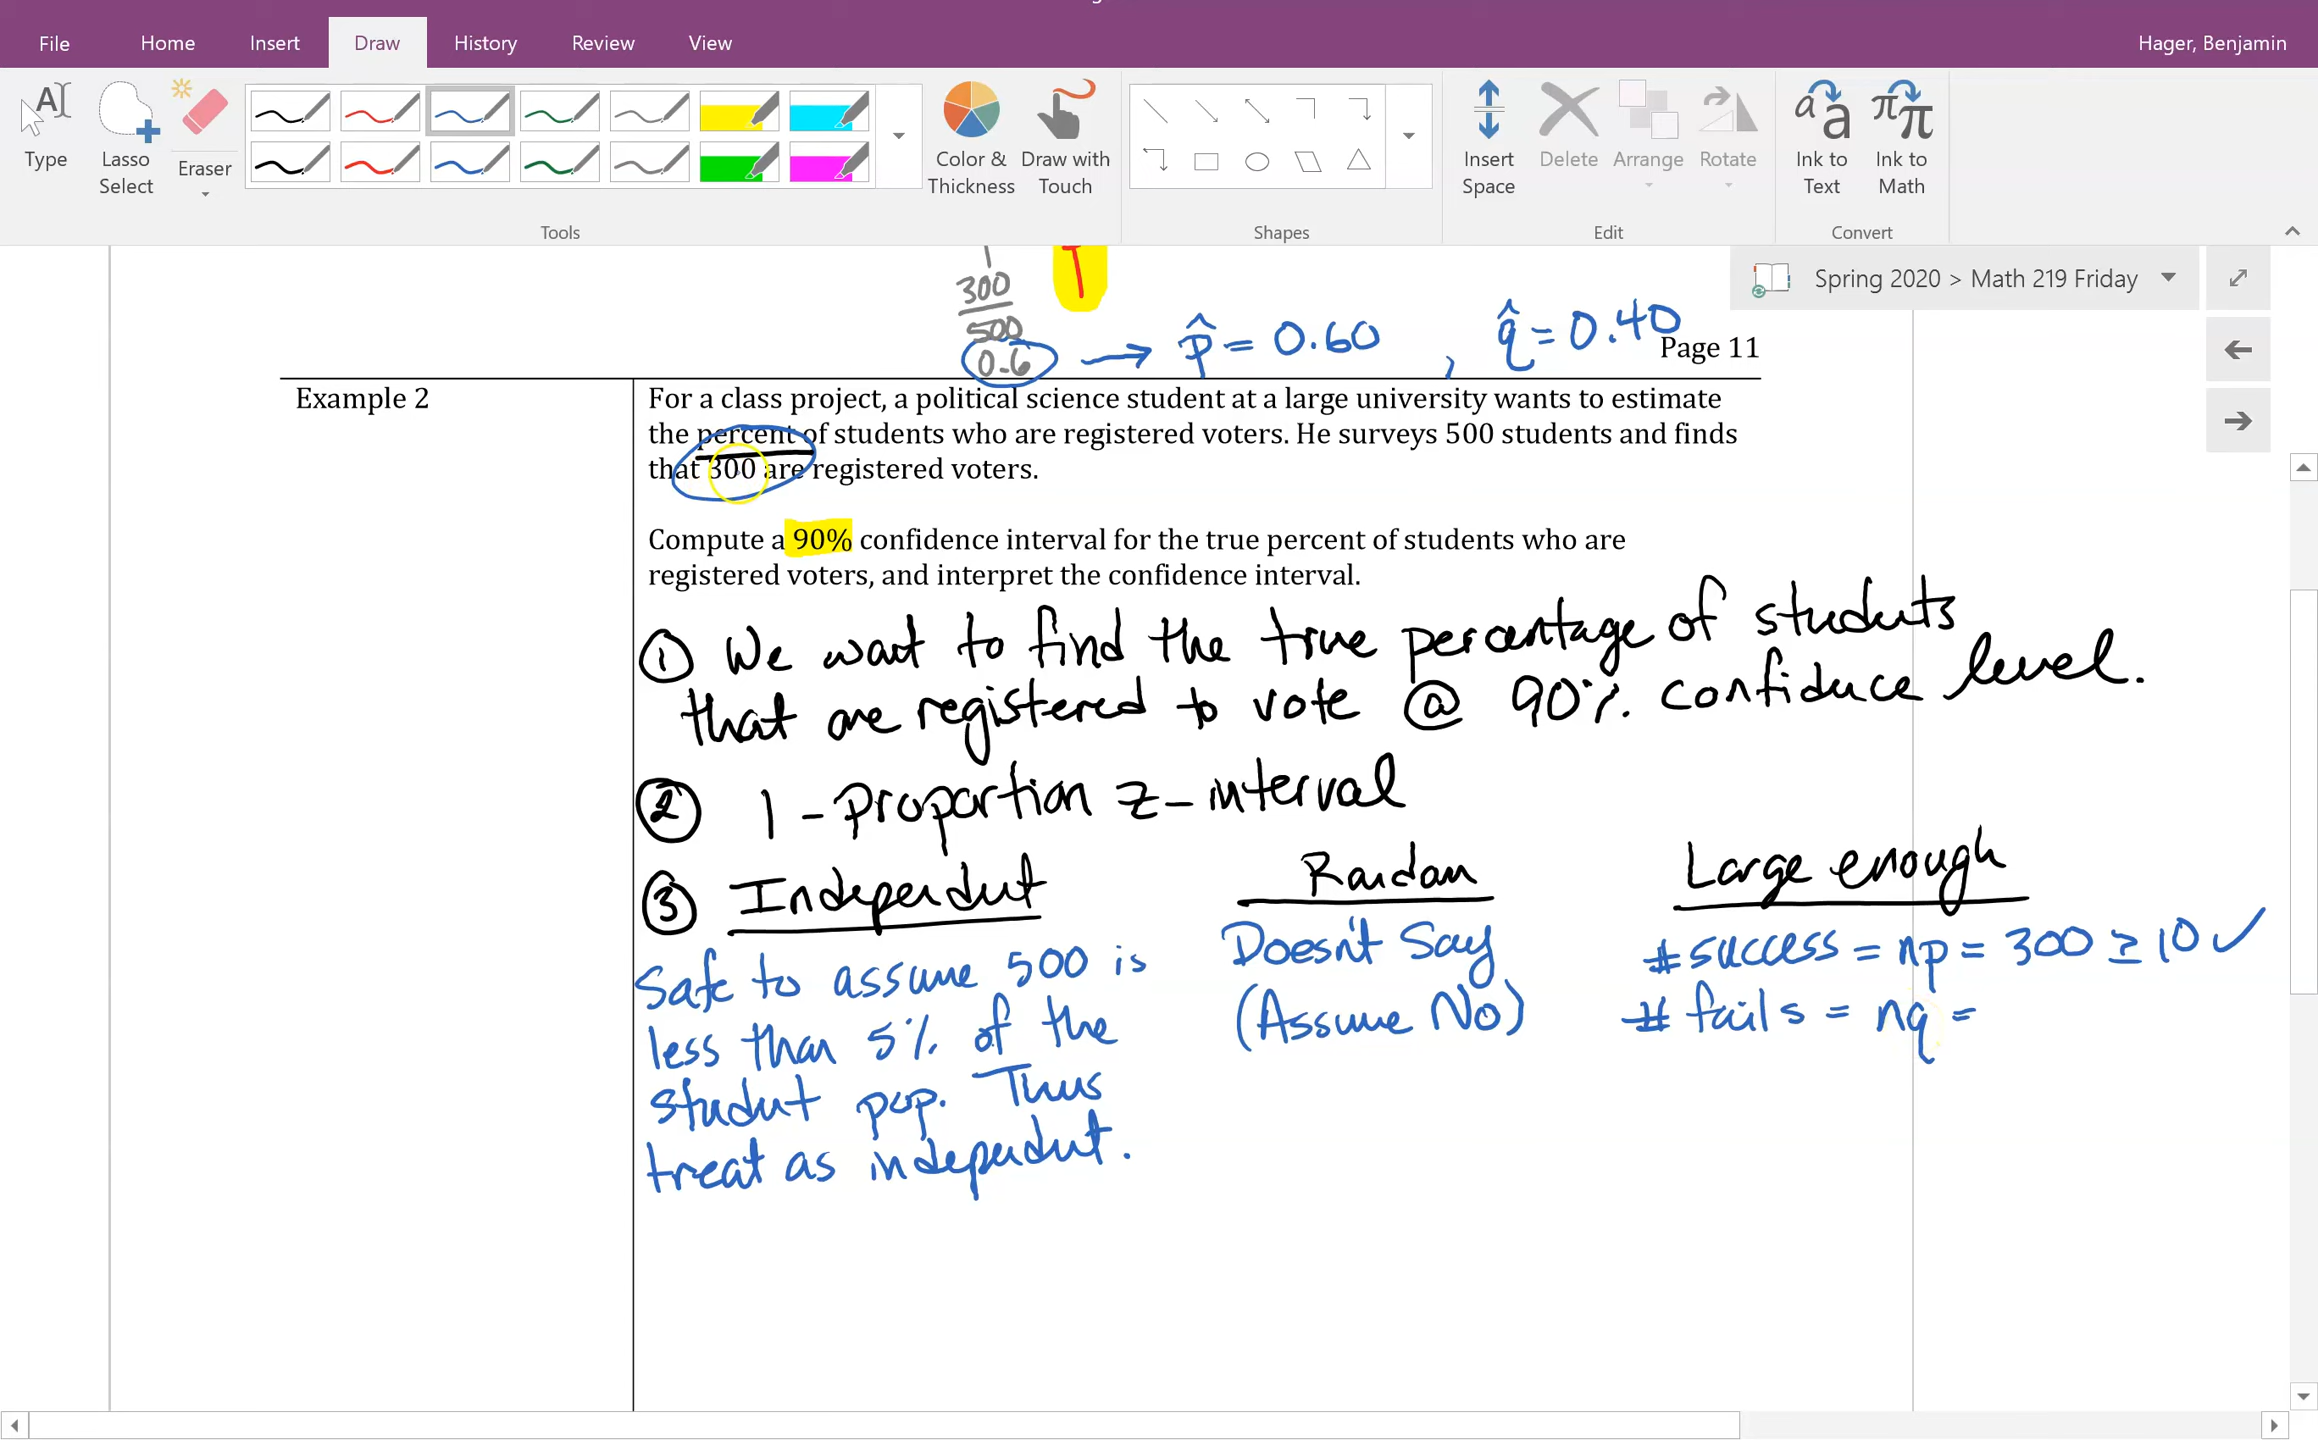 File Home Insert Draw History Review View Hager, Benjamin
Type
Lasso Select
Eraser
Color & Thickness
Draw with Touch
Insert Space
Delete
Arrange
Rotate
Ink to Text
Ink to Math
Tools Shapes Edit Convert
Spring 2020 > Math 219 Friday
300
500
0.6 → p̂ = 0.60 , q̂ = 0.40
Page 11
Example 2
For a class project, a political science student at a large university wants to estimate
the percent of students who are registered voters. He surveys 500 students and finds
that 300 are registered voters.
Compute a 90% confidence interval for the true percent of students who are
registered voters, and interpret the confidence interval.
① We want to find the true percentage of students
that are registered to vote @ 90% confidence level.
② 1-proportion z-interval
③ Independent Random Large enough
Safe to assume 500 is
less than 5% of the
student pop. Thus
treat as independent.
Doesn't Say
(Assume No)
# success = np = 300 ≥ 10 ✓
# fails = nq =